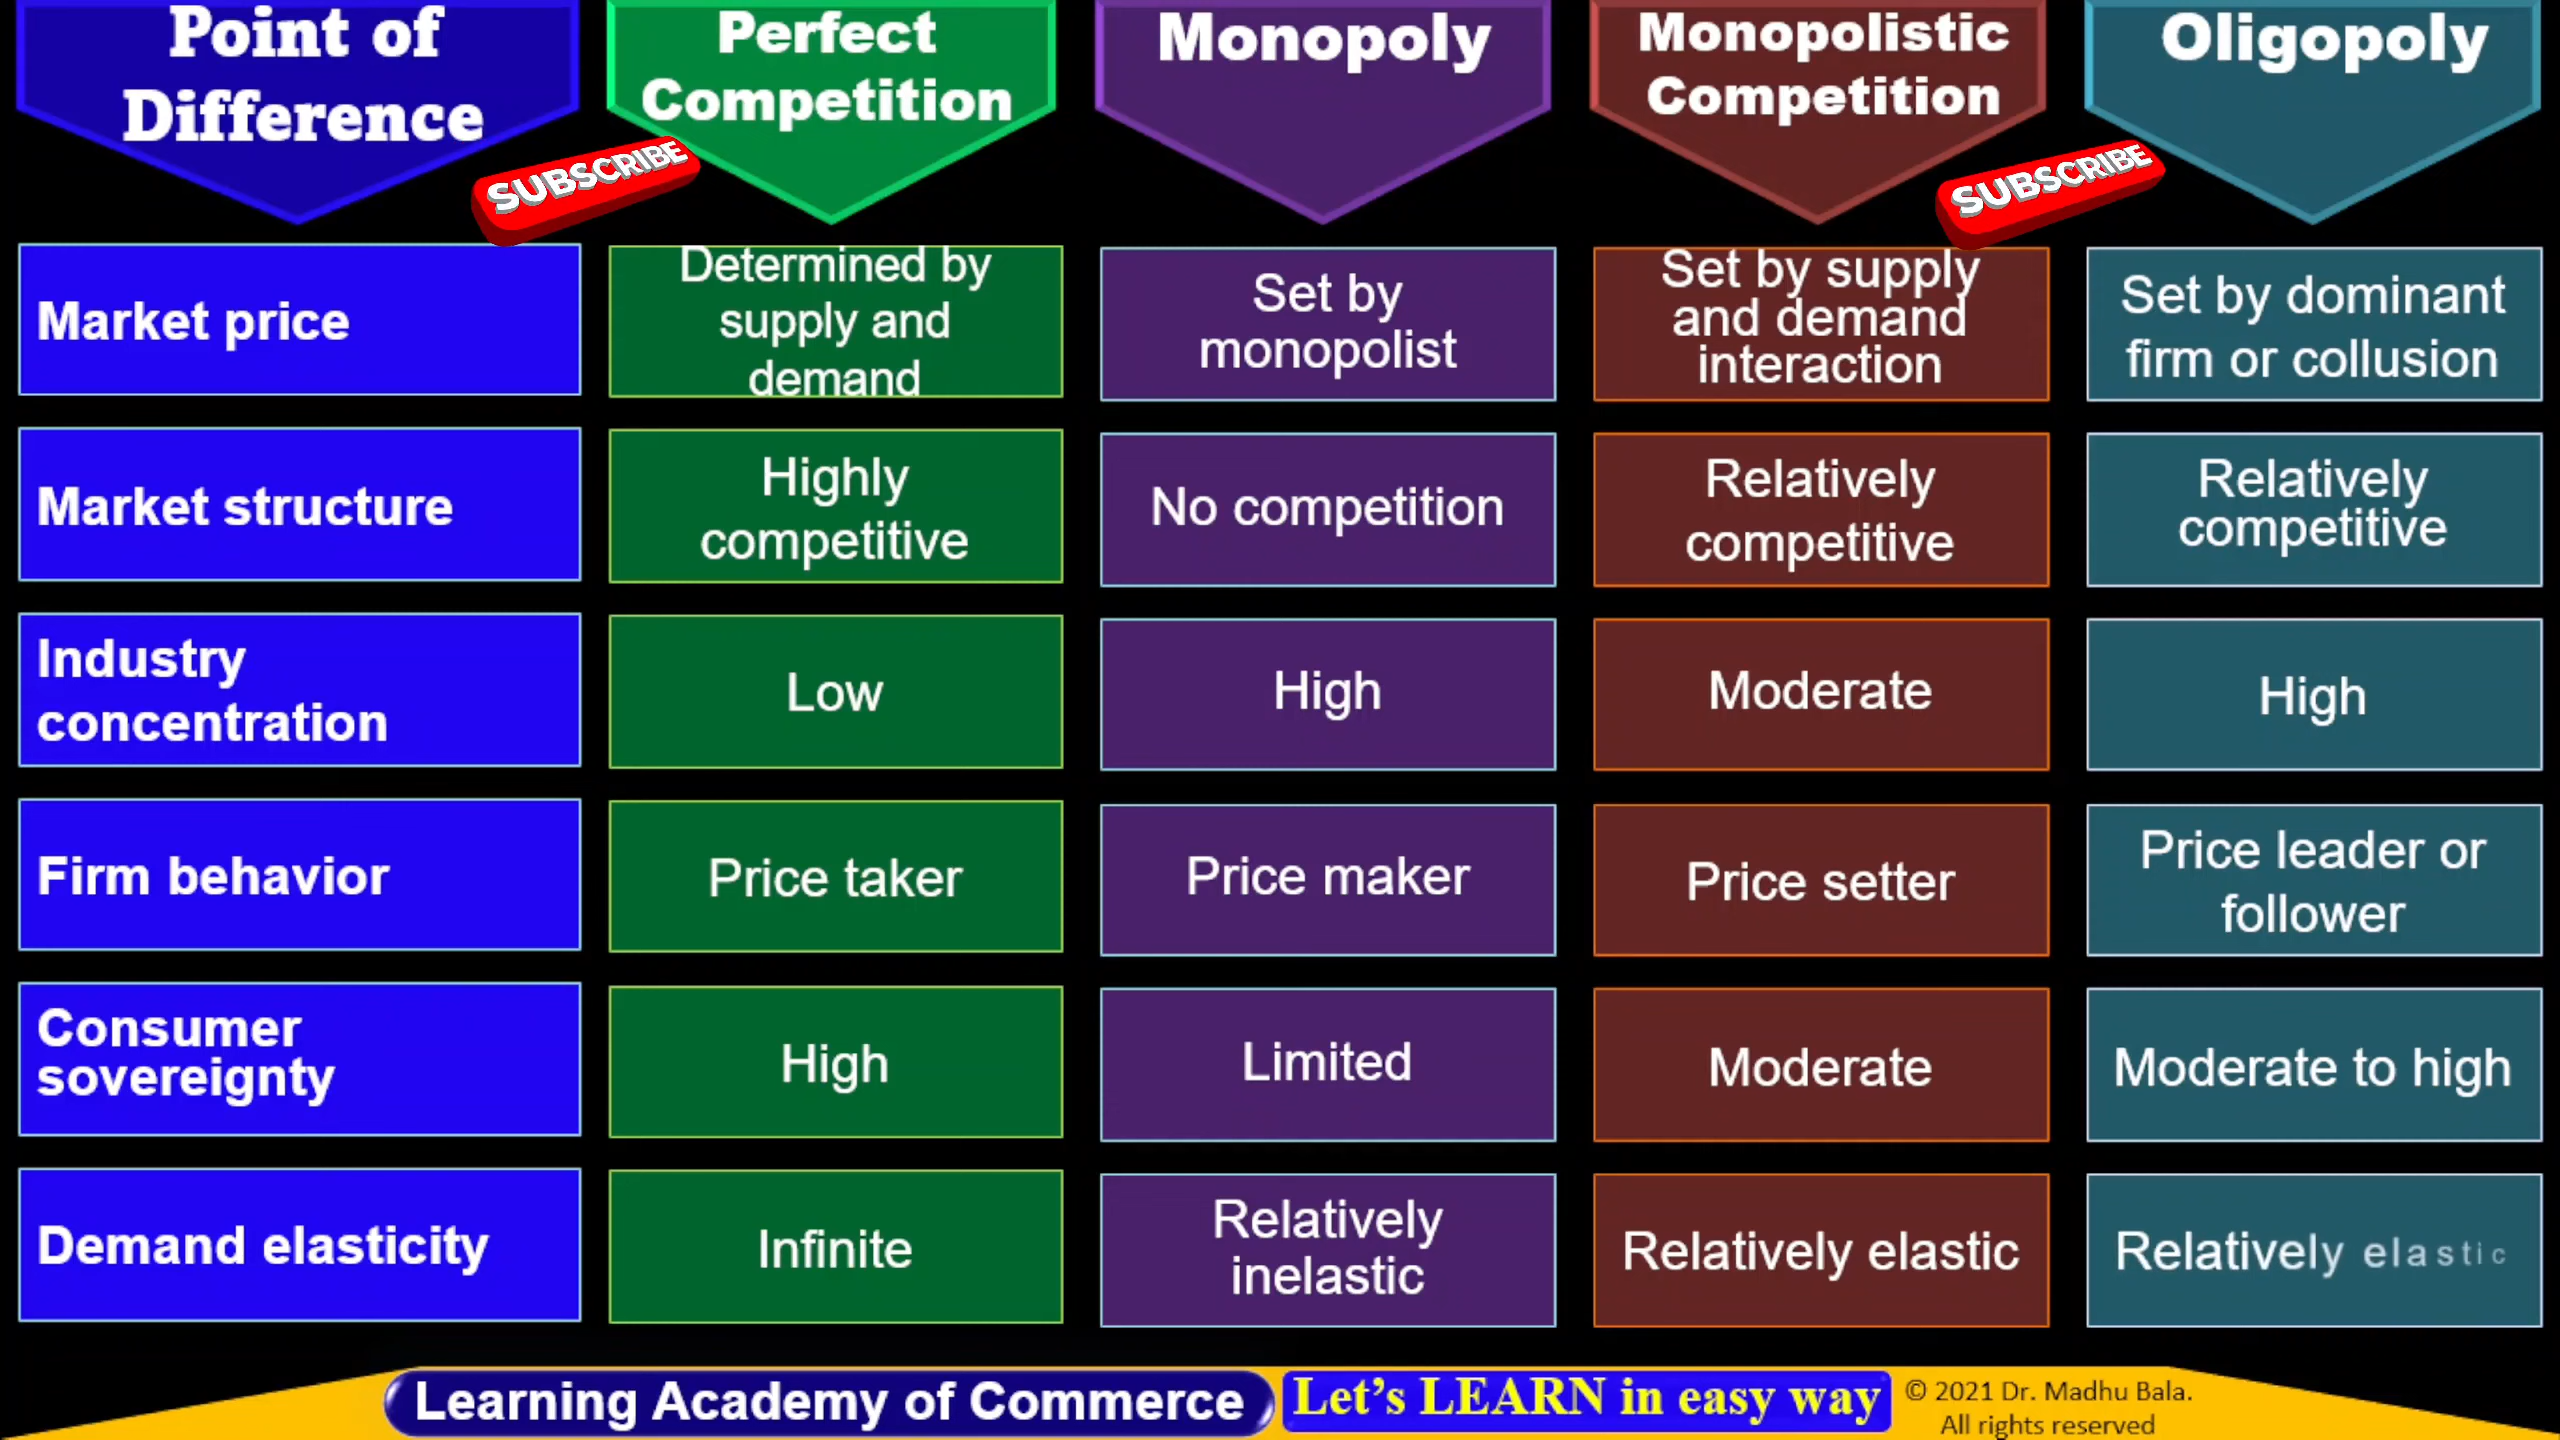 Point of
Difference
Perfect
Competition
Monopoly
Monopolistic
Competition
Oligopoly
SUBSCRIBE
SUBSCRIBE
Market price
Determined by
supply and
demand
Set by
monopolist
Set by supply
and demand
interaction
Set by dominant
firm or collusion
Market structure
Highly
competitive
No competition
Relatively
competitive
Relatively
competitive
Industry
concentration
Low
High
Moderate
High
Firm behavior
Price taker
Price maker
Price setter
Price leader or
follower
Consumer
sovereignty
High
Limited
Moderate
Moderate to high
Demand elasticity
Infinite
Relatively
inelastic
Relatively elastic
Relatively elastic
Learning Academy of Commerce
Let's LEARN in easy way
© 2021 Dr. Madhu Bala.
All rights reserved